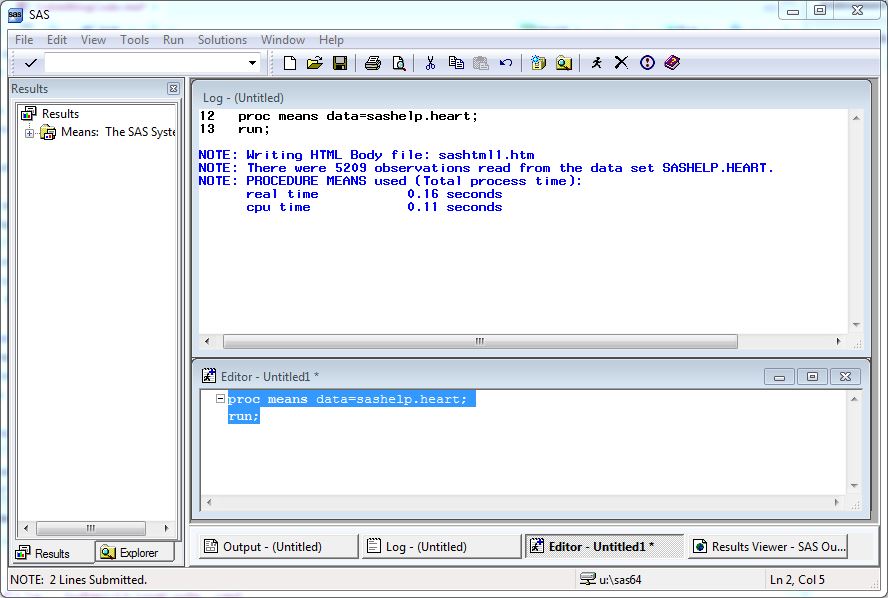 sas SAS
File Edit View Tools Run Solutions Window Help
Results
Results
Means: The SAS Syste
Results Explorer
Log - (Untitled)
12 proc means data=sashelp.heart;
13 run;
NOTE: Writing HTML Body file: sashtml1.htm
NOTE: There were 5209 observations read from the data set SASHELP.HEART.
NOTE: PROCEDURE MEANS used (Total process time):
real time 0.16 seconds
cpu time 0.11 seconds
Editor - Untitled1 *
proc means data=sashelp.heart;
run;
Output - (Untitled) Log - (Untitled) Editor - Untitled1 * Results Viewer - SAS Ou...
NOTE: 2 Lines Submitted. u:\sas64 Ln 2, Col 5